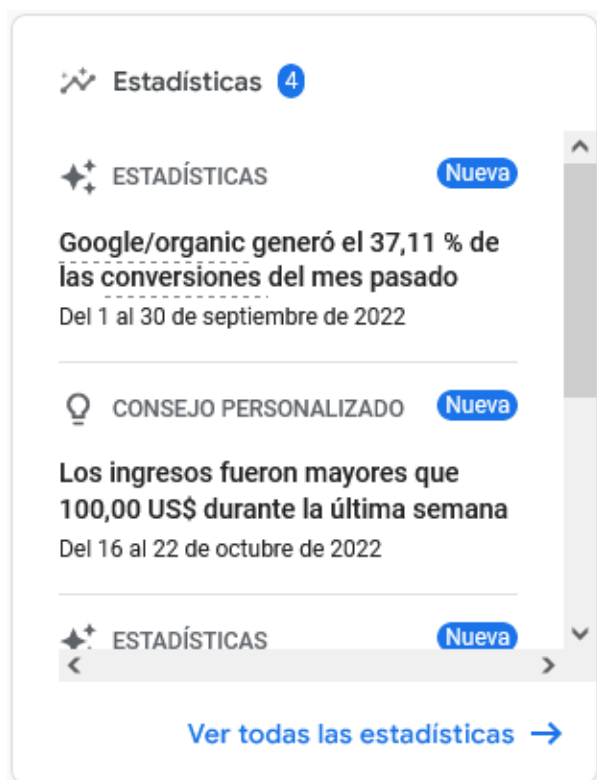 Estadísticas 4
ESTADÍSTICAS Nueva
Google/organic generó el 37,11 % de
las conversiones del mes pasado
Del 1 al 30 de septiembre de 2022
CONSEJO PERSONALIZADO Nueva
Los ingresos fueron mayores que
100,00 US$ durante la última semana
Del 16 al 22 de octubre de 2022
ESTADÍSTICAS Nueva
Ver todas las estadísticas